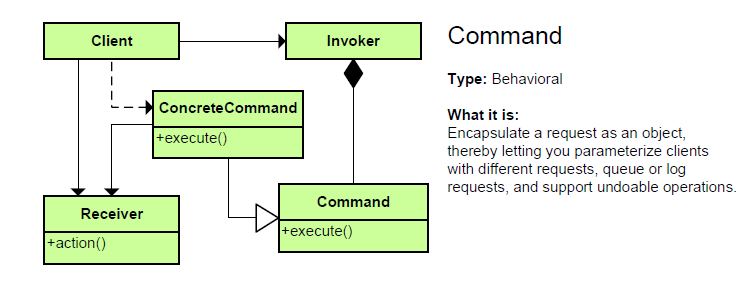 Client
Invoker
ConcreteCommand
+execute()
Receiver
+action()
Command
+execute()
Command
Type: Behavioral
What it is:
Encapsulate a request as an object,
thereby letting you parameterize clients
with different requests, queue or log
requests, and support undoable operations.